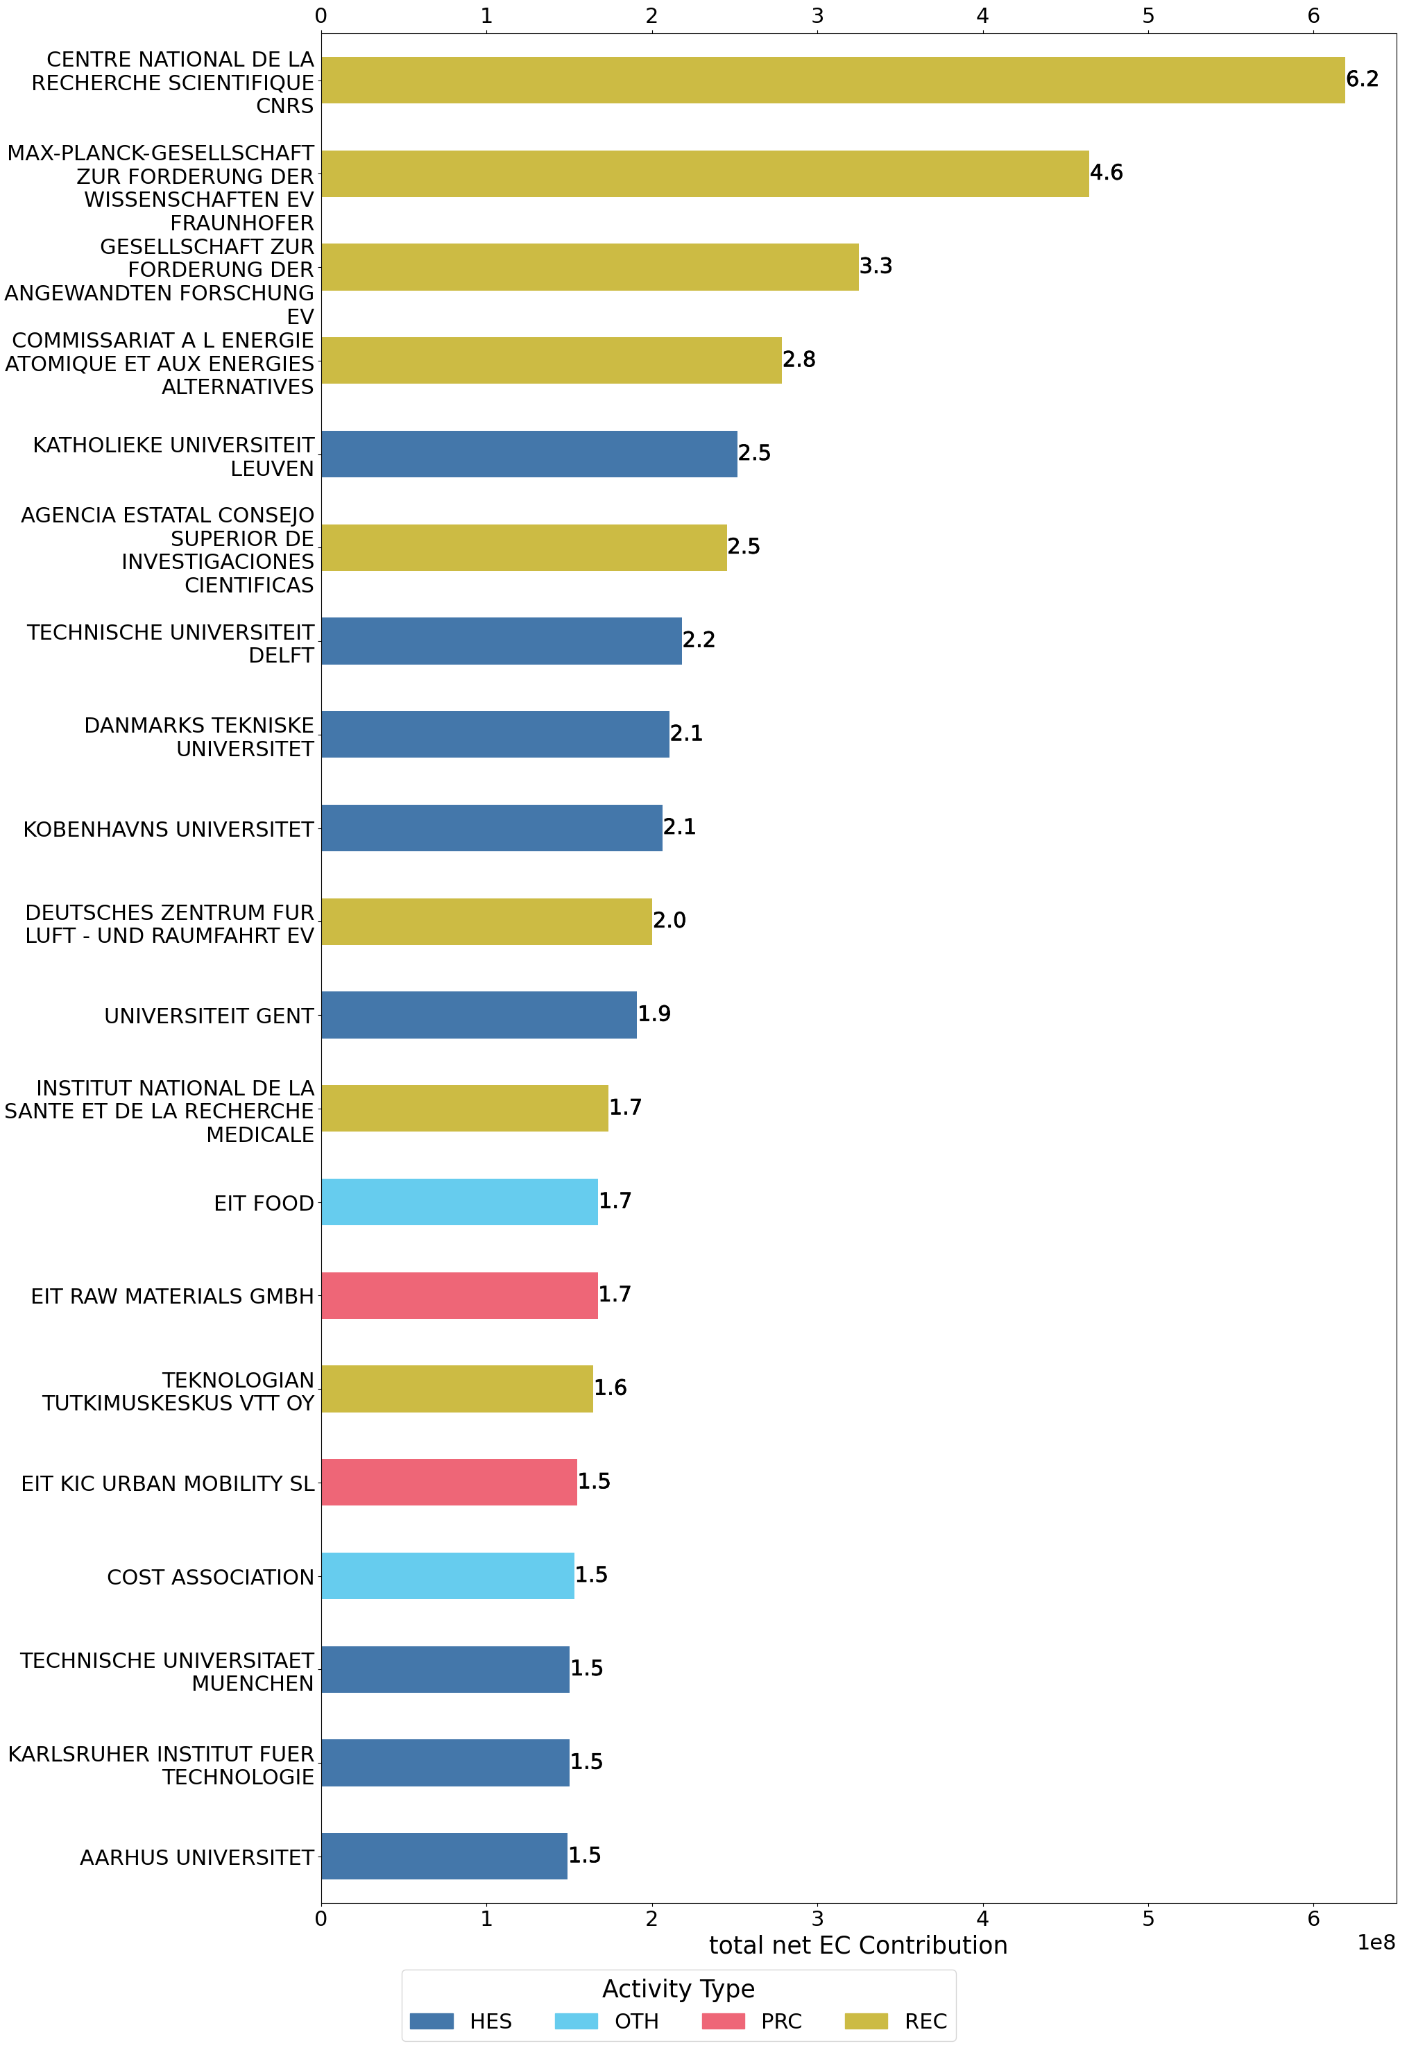 0 1 2 3 4 5 6
CENTRE NATIONAL DE LA
RECHERCHE SCIENTIFIQUE
CNRS
6.2
MAX-PLANCK-GESELLSCHAFT
ZUR FORDERUNG DER
WISSENSCHAFTEN EV
4.6
FRAUNHOFER
GESELLSCHAFT ZUR
FORDERUNG DER
ANGEWANDTEN FORSCHUNG
EV
3.3
COMMISSARIAT A L ENERGIE
ATOMIQUE ET AUX ENERGIES
ALTERNATIVES
2.8
KATHOLIEKE UNIVERSITEIT
LEUVEN
2.5
AGENCIA ESTATAL CONSEJO
SUPERIOR DE
INVESTIGACIONES
CIENTIFICAS
2.5
TECHNISCHE UNIVERSITEIT
DELFT
2.2
DANMARKS TEKNISKE
UNIVERSITET
2.1
KOBENHAVNS UNIVERSITET
2.1
DEUTSCHES ZENTRUM FUR
LUFT - UND RAUMFAHRT EV
2.0
UNIVERSITEIT GENT
1.9
INSTITUT NATIONAL DE LA
SANTE ET DE LA RECHERCHE
MEDICALE
1.7
EIT FOOD
1.7
EIT RAW MATERIALS GMBH
1.7
TEKNOLOGIAN
TUTKIMUSKESKUS VTT OY
1.6
EIT KIC URBAN MOBILITY SL
1.5
COST ASSOCIATION
1.5
TECHNISCHE UNIVERSITAET
MUENCHEN
1.5
KARLSRUHER INSTITUT FUER
TECHNOLOGIE
1.5
AARHUS UNIVERSITET
1.5
0 1 2 3 4 5 6
total net EC Contribution
1e8
Activity Type
HES OTH PRC REC